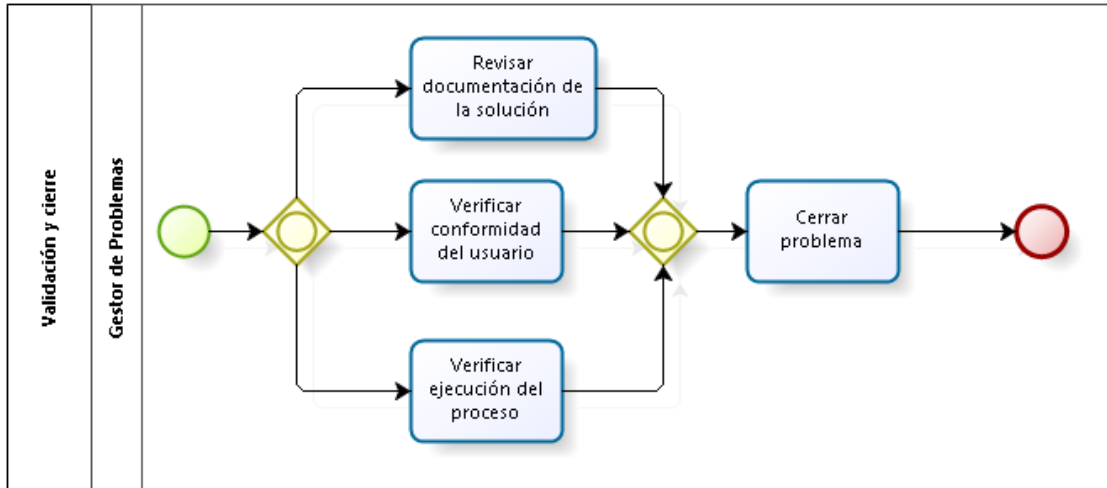 Validación y cierre
Gestor de Problemas
Revisar
documentación de
la solución
Verificar
conformidad
del usuario
Verificar
ejecución del
proceso
Cerrar
problema